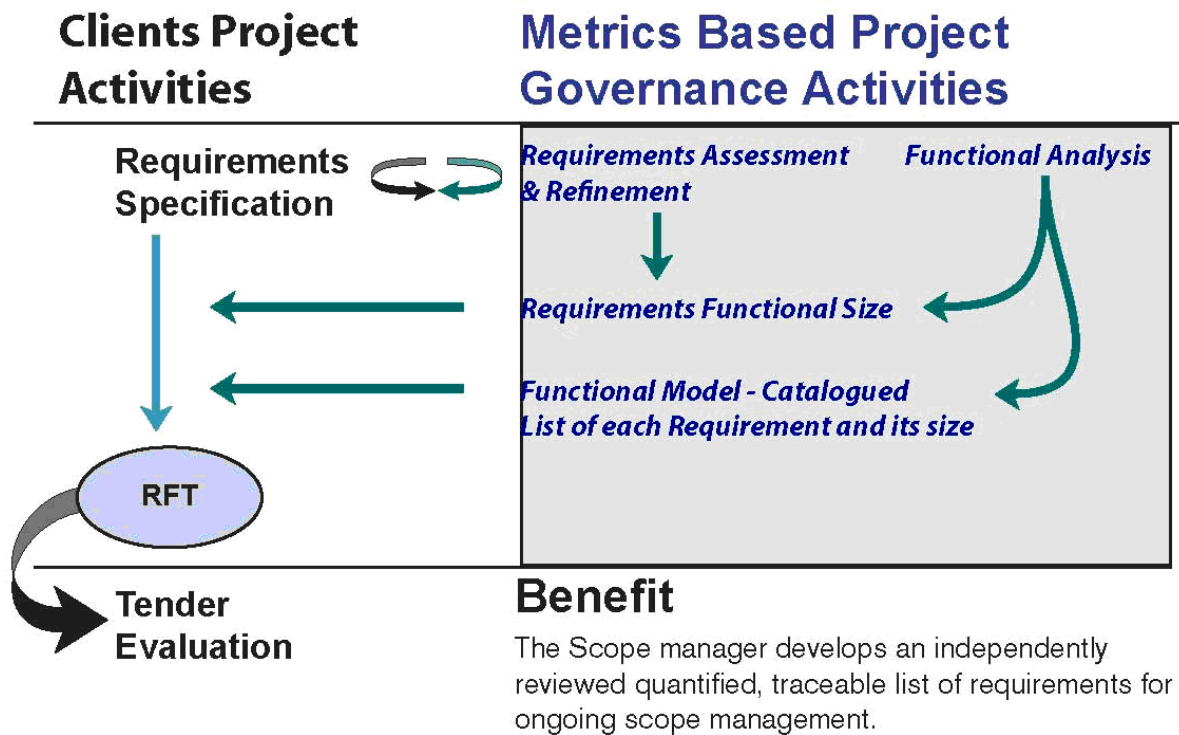 Clients Project
Activities
Metrics Based Project
Governance Activities
Requirements
Specification
Requirements Assessment
& Refinement
Functional Analysis
Requirements Functional Size
Functional Model - Catalogued
List of each Requirement and its size
RFT
Tender
Evaluation
Benefit
The Scope manager develops an independently
reviewed quantified, traceable list of requirements for
ongoing scope management.